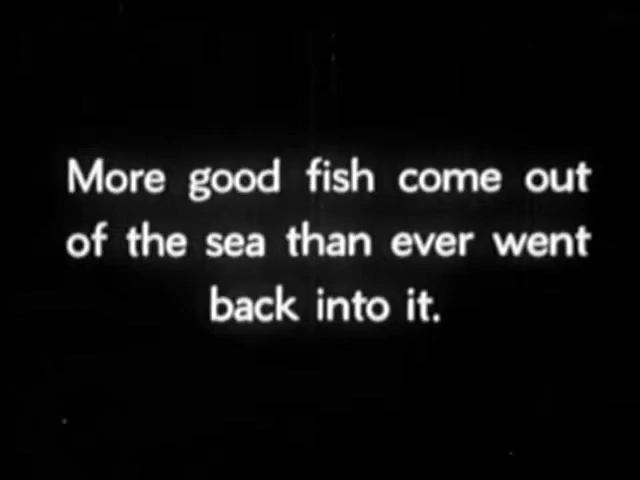 More good fish come out
of the sea than ever went
back into it.